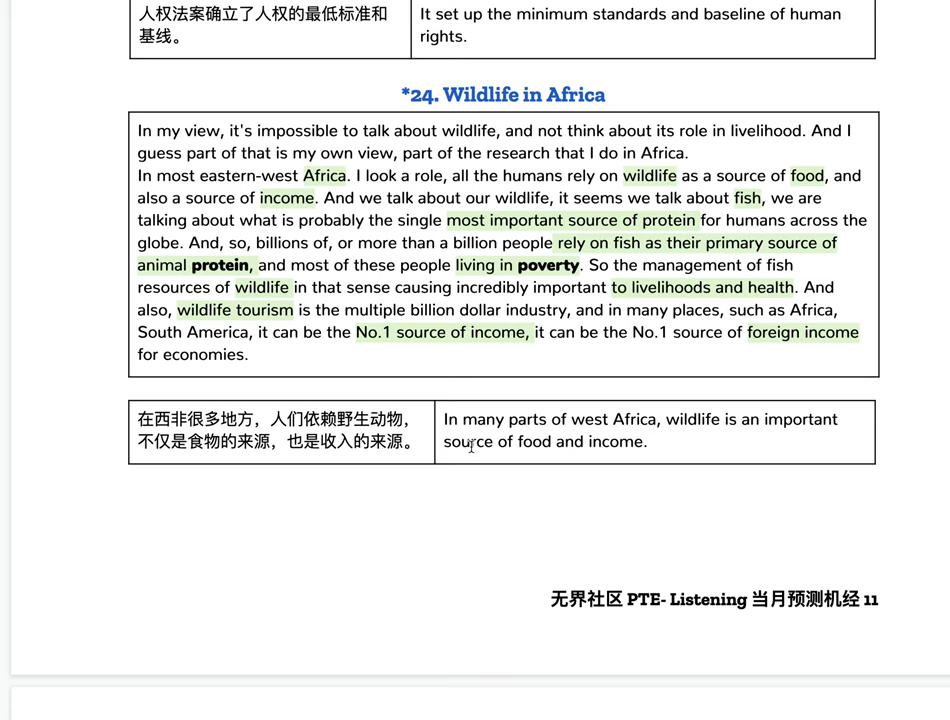 人权法案确立了人权的最低标准和
基线。
It set up the minimum standards and baseline of human
rights.
*24. Wildlife in Africa
In my view, it's impossible to talk about wildlife, and not think about its role in livelihood. And I
guess part of that is my own view, part of the research that I do in Africa.
In most eastern-west Africa. I look a role, all the humans rely on wildlife as a source of food, and
also a source of income. And we talk about our wildlife, it seems we talk about fish, we are
talking about what is probably the single most important source of protein for humans across the
globe. And, so, billions of, or more than a billion people rely on fish as their primary source of
animal protein, and most of these people living in poverty. So the management of fish
resources of wildlife in that sense causing incredibly important to livelihoods and health. And
also, wildlife tourism is the multiple billion dollar industry, and in many places, such as Africa,
South America, it can be the No.1 source of income, it can be the No.1 source of foreign income
for economies.
在西非很多地方，人们依赖野生动物，
不仅是食物的来源，也是收入的来源。
In many parts of west Africa, wildlife is an important
source of food and income.
无界社区 PTE- Listening 当月预测机经 11